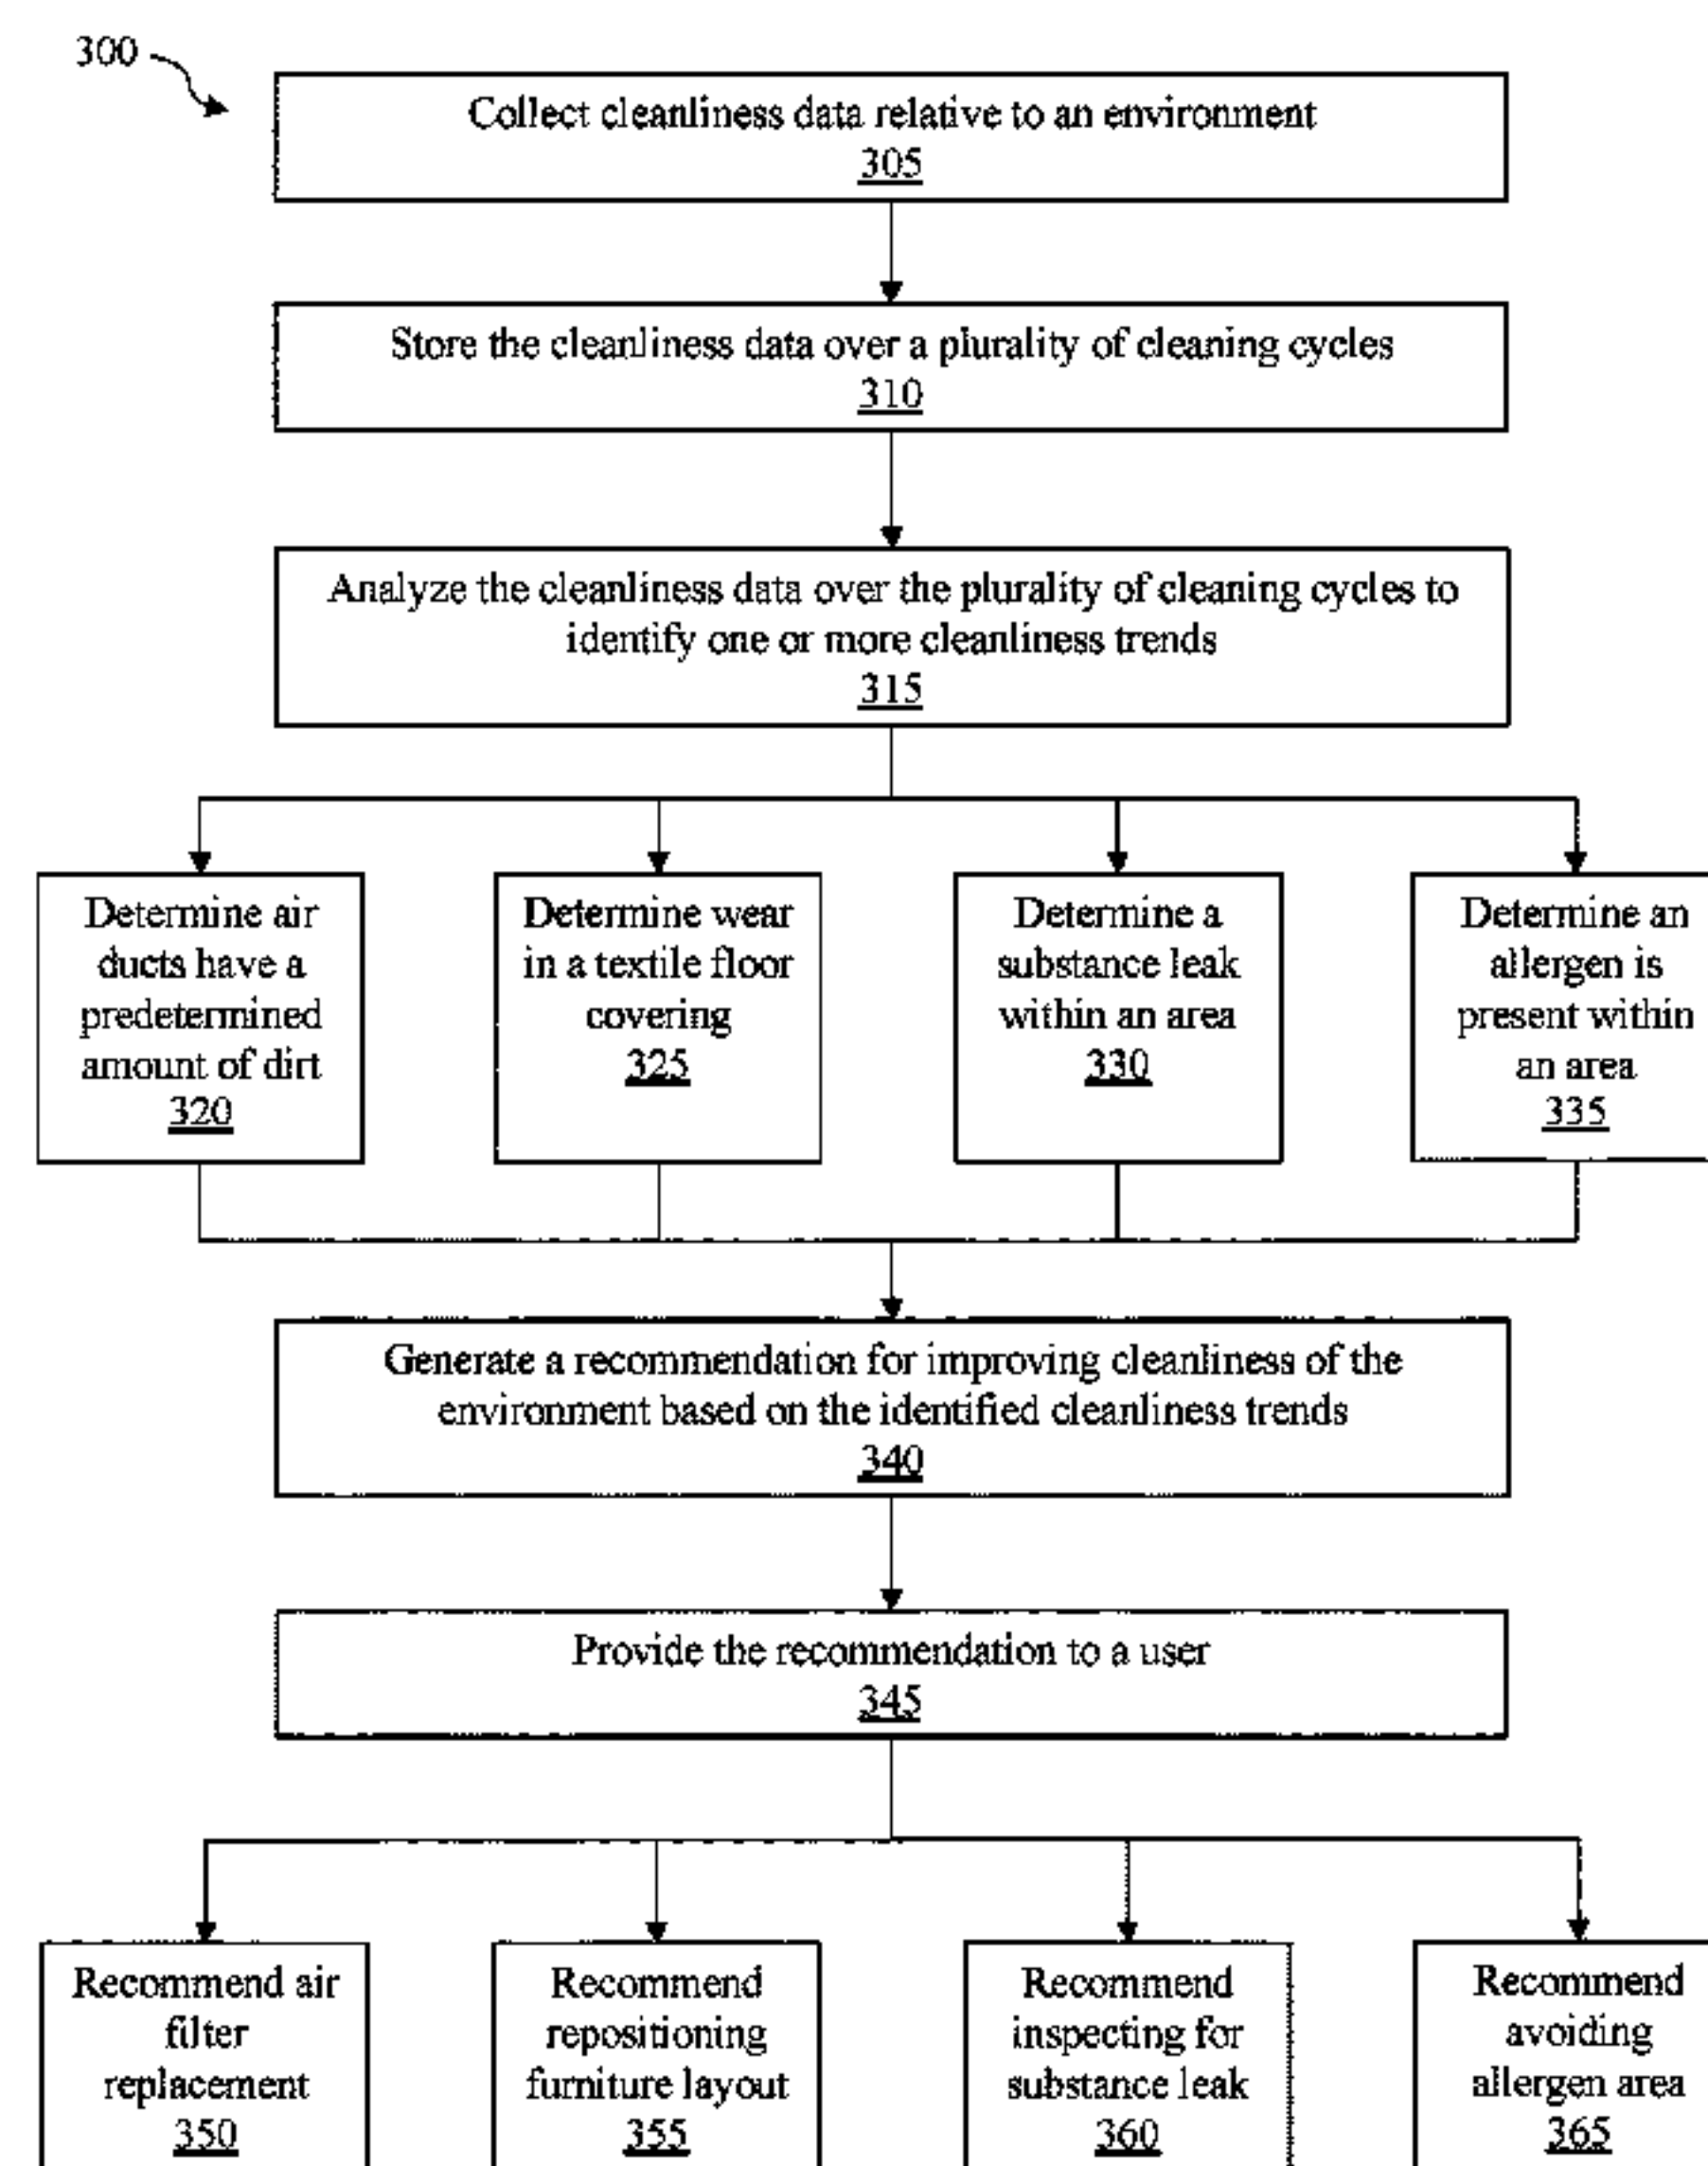 300
Collect cleanliness data relative to an environment
305
Store the cleanliness data over a plurality of cleaning cycles
310
Analyze the cleanliness data over the plurality of cleaning cycles to
identify one or more cleanliness trends
315
Determine air
ducts have a
predetermined
amount of dirt
320
Determine wear
in a textile floor
covering
325
Determine a
substance leak
within an area
330
Determine an
allergen is
present within
an area
335
Generate a recommendation for improving cleanliness of the
environment based on the identified cleanliness trends
340
Provide the recommendation to a user
345
Recommend air
filter
replacement
350
Recommend
repositioning
furniture layout
355
Recommend
inspecting for
substance leak
360
Recommend
avoiding
allergen area
365